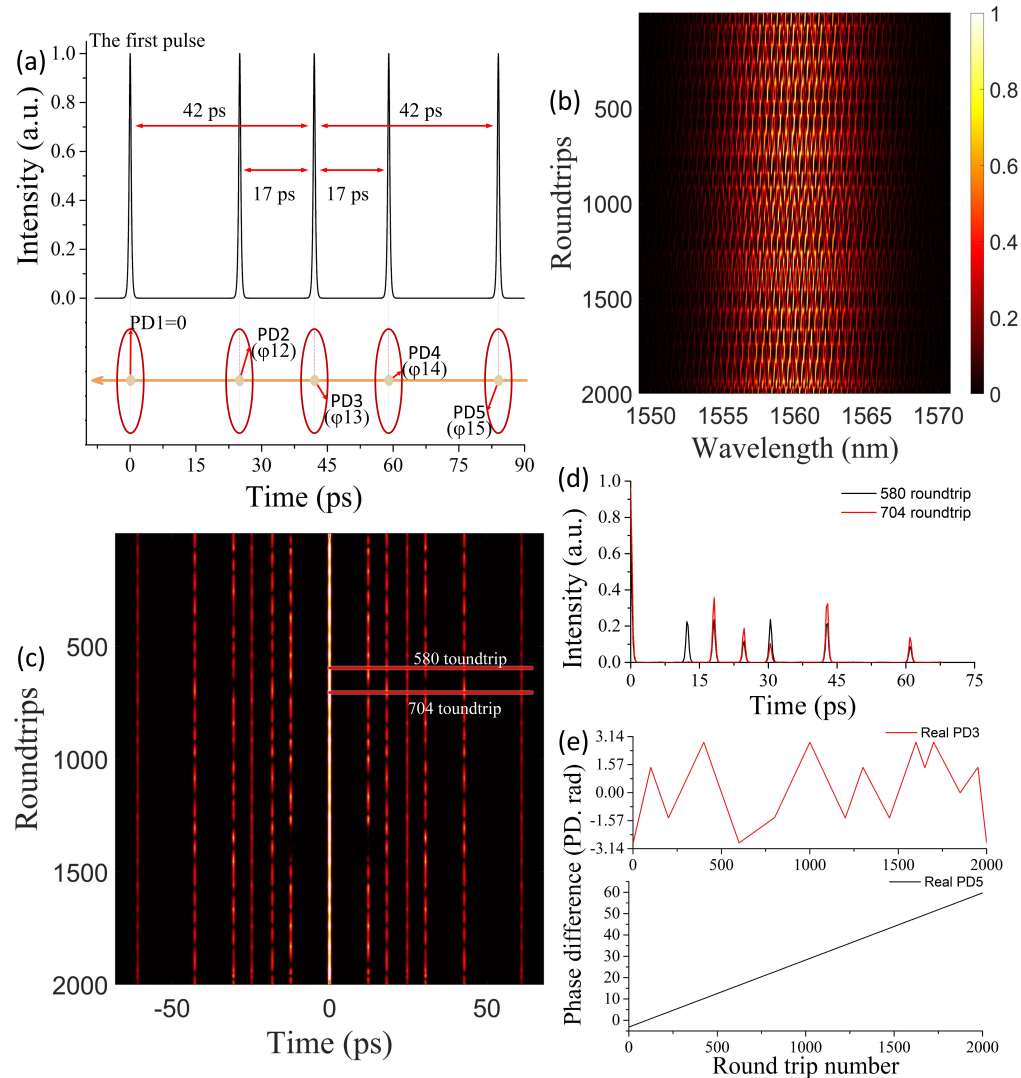 (a)
The first pulse
1.0
0.8
0.6
0.4
0.2
0.0
Intensity (a.u.)
42 ps
42 ps
17 ps
17 ps
PD1=0
PD2
(φ12)
PD3
(φ13)
PD4
(φ14)
PD5
(φ15)
0 15 30 45 60 75 90
Time (ps)
(b)
500
1000
1500
2000
Roundtrips
1550 1555 1560 1565 1570
Wavelength (nm)
1
0.8
0.6
0.4
0.2
0
(c)
500
1000
1500
2000
Roundtrips
580 toundtrip
704 toundtrip
-50 0 50
Time (ps)
(d)
1.0
0.8
0.6
0.4
0.2
0.0
Intensity (a.u.)
580 roundtrip
704 roundtrip
0 15 30 45 60 75
Time (ps)
(e)
3.14
1.57
0.00
-1.57
-3.14
Real PD3
0 500 1000 1500 2000
Phase difference (PD. rad)
Real PD5
60
50
40
30
20
10
0
0 500 1000 1500 2000
Round trip number